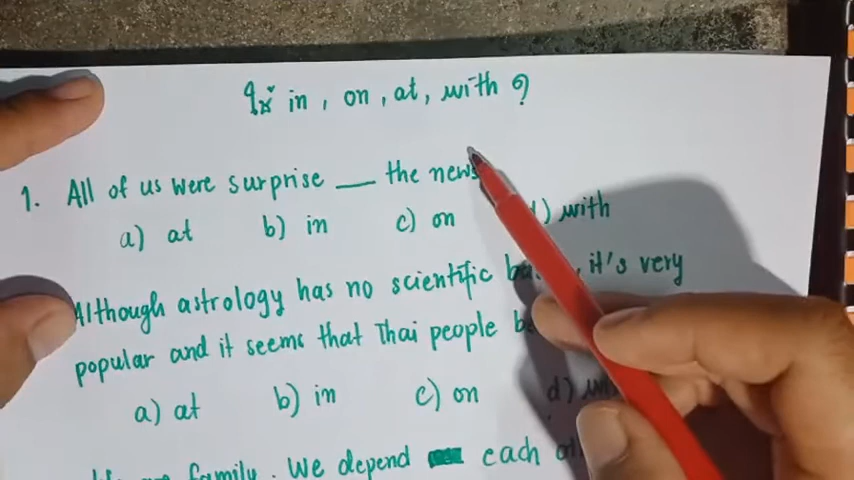 ใช้ in, on, at, with ?
1. All of us were surprise ___ the news
a) at b) in c) on d) with
Although astrology has no scientific , it's very
popular and it seems that Thai people
a) at b) in c) on d)
family. We depend each